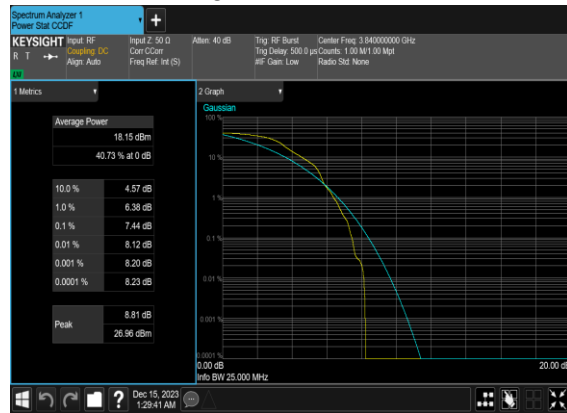 Spectrum Analyzer 1
Power Stat CCDF
+
KEYSIGHT
R T
LW
Input: RF
Coupling: DC
Align: Auto
Input Z: 50 Ω
Corr CCorr
Freq Ref: Int (S)
Atten: 40 dB
Trig: RF Burst
Trig Delay: 500.0 µs
#IF Gain: Low
Center Freq: 3.840000000 GHz
Counts: 1.00 M/1.00 Mpt
Radio Std: None
1 Metrics
Average Power
18.15 dBm
40.73 % at 0 dB
10.0 % 4.57 dB
1.0 % 6.38 dB
0.1 % 7.44 dB
0.01 % 8.12 dB
0.001 % 8.20 dB
0.0001 % 8.23 dB
Peak
8.81 dB
26.96 dBm
2 Graph
Gaussian
100 %
10 %
1 %
0.1 %
0.01 %
0.001 %
0.0001 %
0.00 dB
20.00 dB
Info BW 25.000 MHz
?
Dec 15, 2023
1:29:41 AM